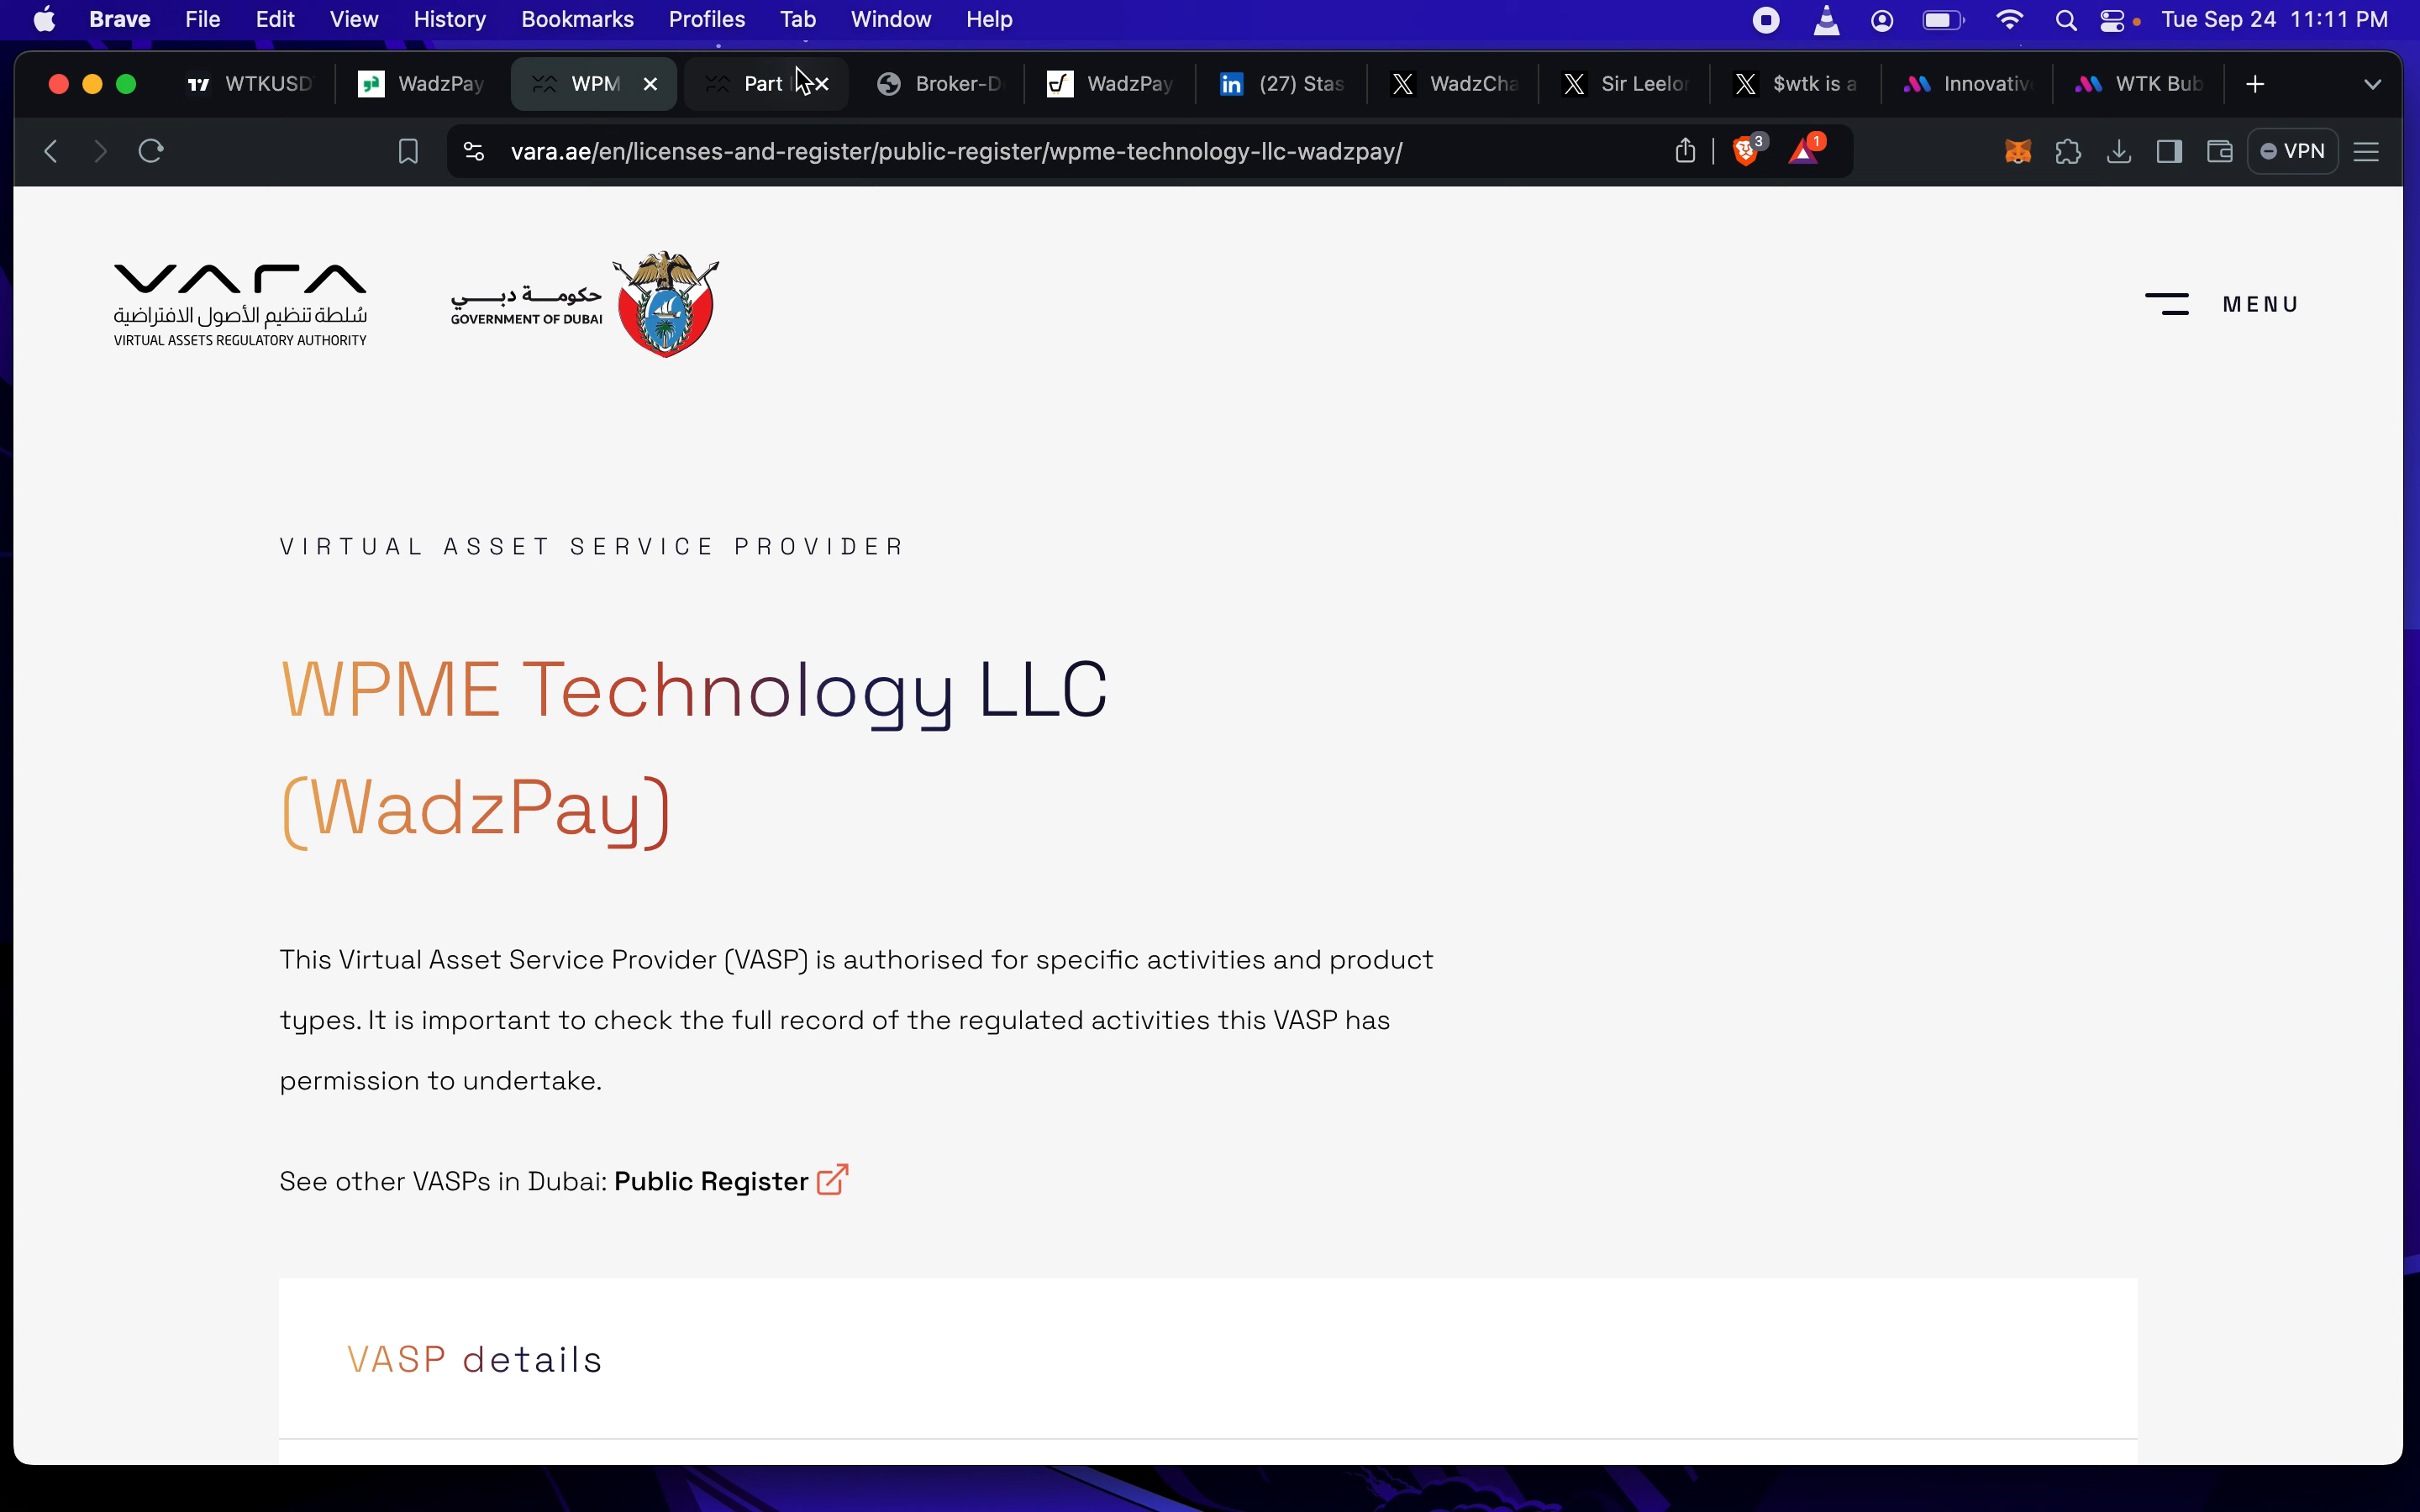 Brave File Edit View History Bookmarks Profiles Tab Window Help Tue Sep 24 11:11 PM
WTKUSD WadzPay WPM Part Broker-D WadzPay (27) Stas WadzCha Sir Leelor $wtk is a Innovativ WTK Bub
vara.ae/en/licenses-and-register/public-register/wpme-technology-llc-wadzpay/ 3 1 VPN
سُلطة تنظيم الأصول الافتراضية
VIRTUAL ASSETS REGULATORY AUTHORITY
حكومـــة دبـــــي
GOVERNMENT OF DUBAI
MENU
VIRTUAL ASSET SERVICE PROVIDER
WPME Technology LLC
(WadzPay)
This Virtual Asset Service Provider (VASP) is authorised for specific activities and product
types. It is important to check the full record of the regulated activities this VASP has
permission to undertake.
See other VASPs in Dubai: Public Register
VASP details